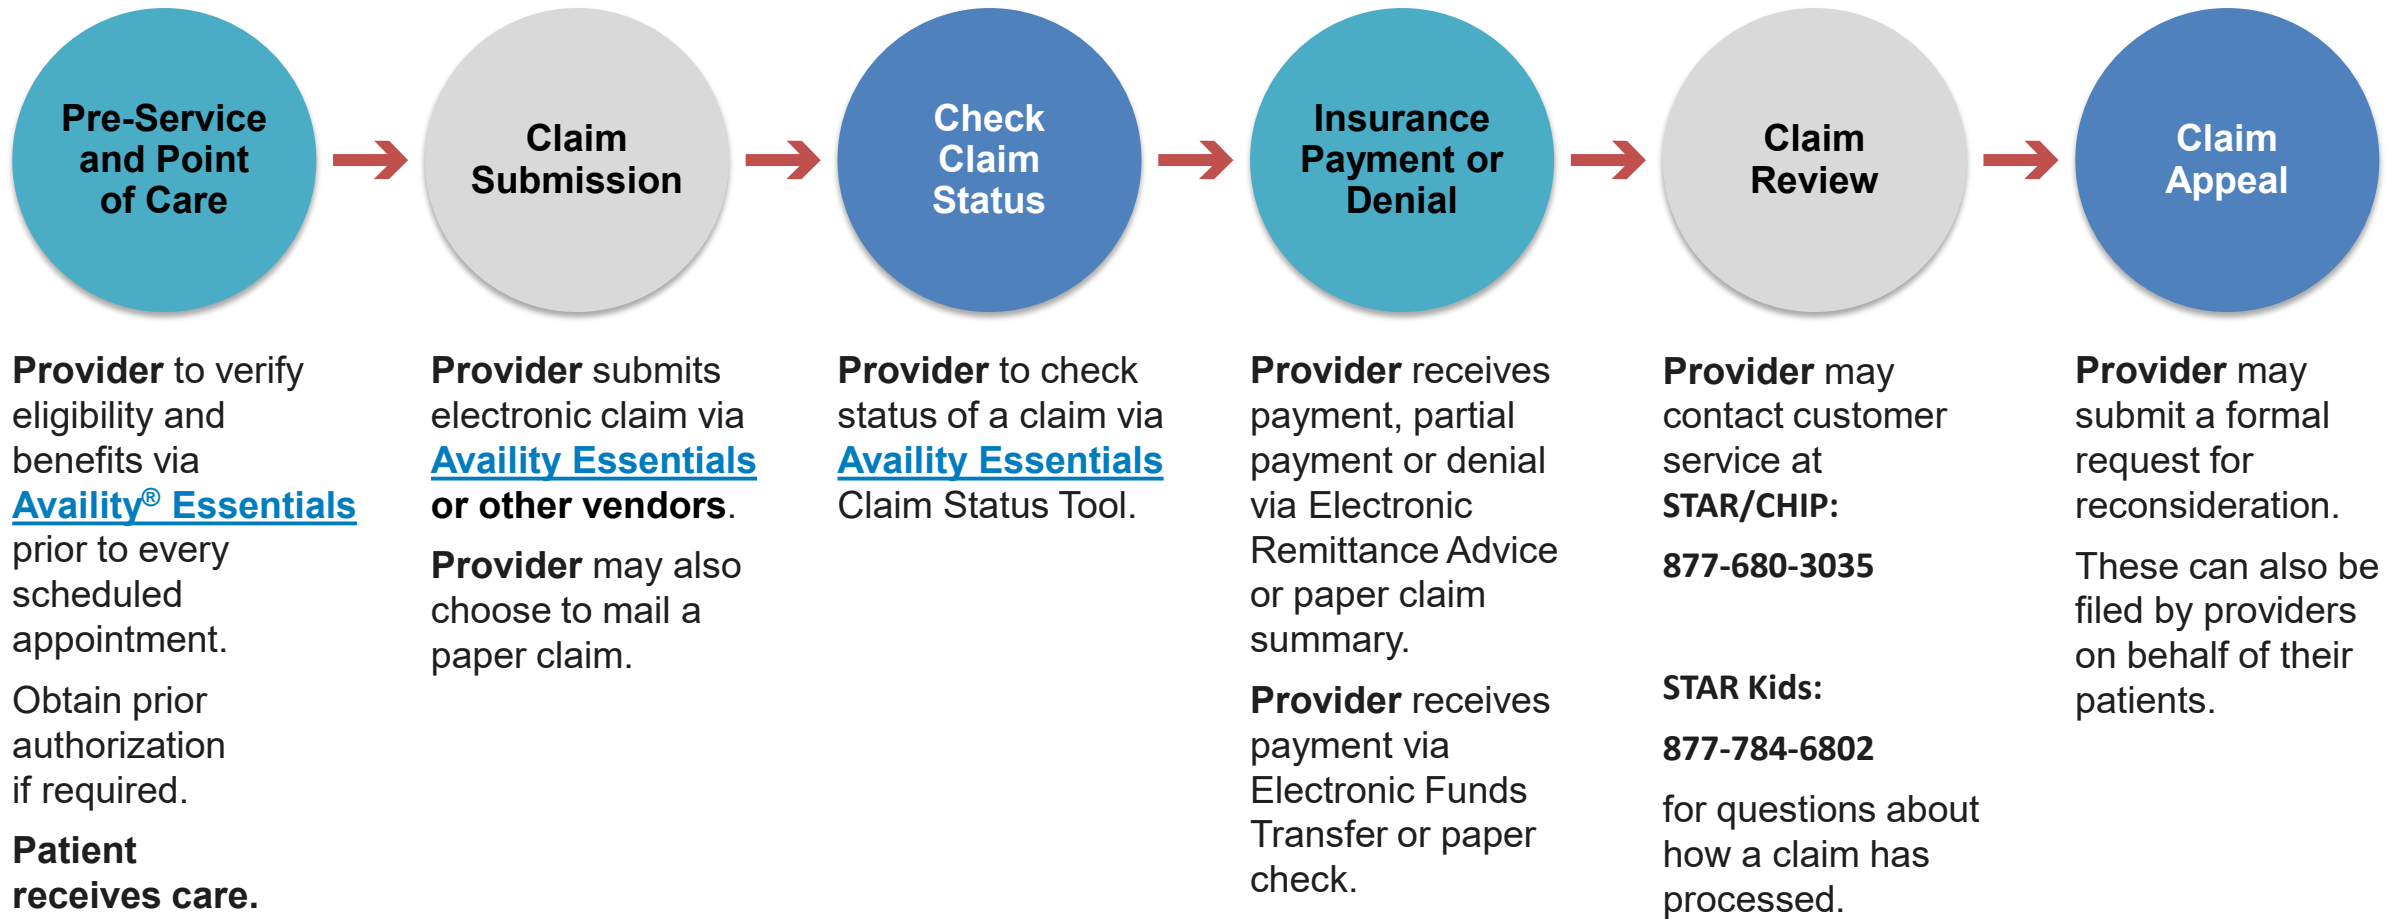 Pre-Service
and Point
of Care
Claim
Submission
Check
Claim
Status
Insurance
Payment or
Denial
Claim
Review
Claim
Appeal
Provider to verify
eligibility and
benefits via
Availity® Essentials
prior to every
scheduled
appointment.
Obtain prior
authorization
if required.
Patient
receives care.
Provider submits
electronic claim via
Availity Essentials
or other vendors.
Provider may also
choose to mail a
paper claim.
Provider to check
status of a claim via
Availity Essentials
Claim Status Tool.
Provider receives
payment, partial
payment or denial
via Electronic
Remittance Advice
or paper claim
summary.
Provider receives
payment via
Electronic Funds
Transfer or paper
check.
Provider may
contact customer
service at
STAR/CHIP:
877-680-3035
STAR Kids:
877-784-6802
for questions about
how a claim has
processed.
Provider may
submit a formal
request for
reconsideration.
These can also be
filed by providers
on behalf of their
patients.